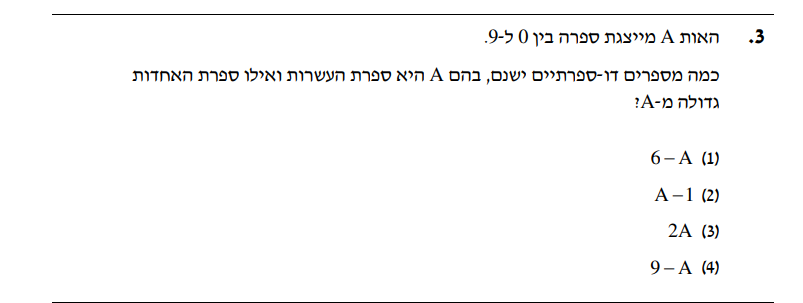 3. האות A מייצגת ספרה בין 0 ל-9.
כמה מספרים דו-ספרתיים ישנם, בהם A היא ספרת העשרות ואילו ספרת האחדות
גדולה מ-A?
(1) 6 – A
(2) A – 1
(3) 2A
(4) 9 – A